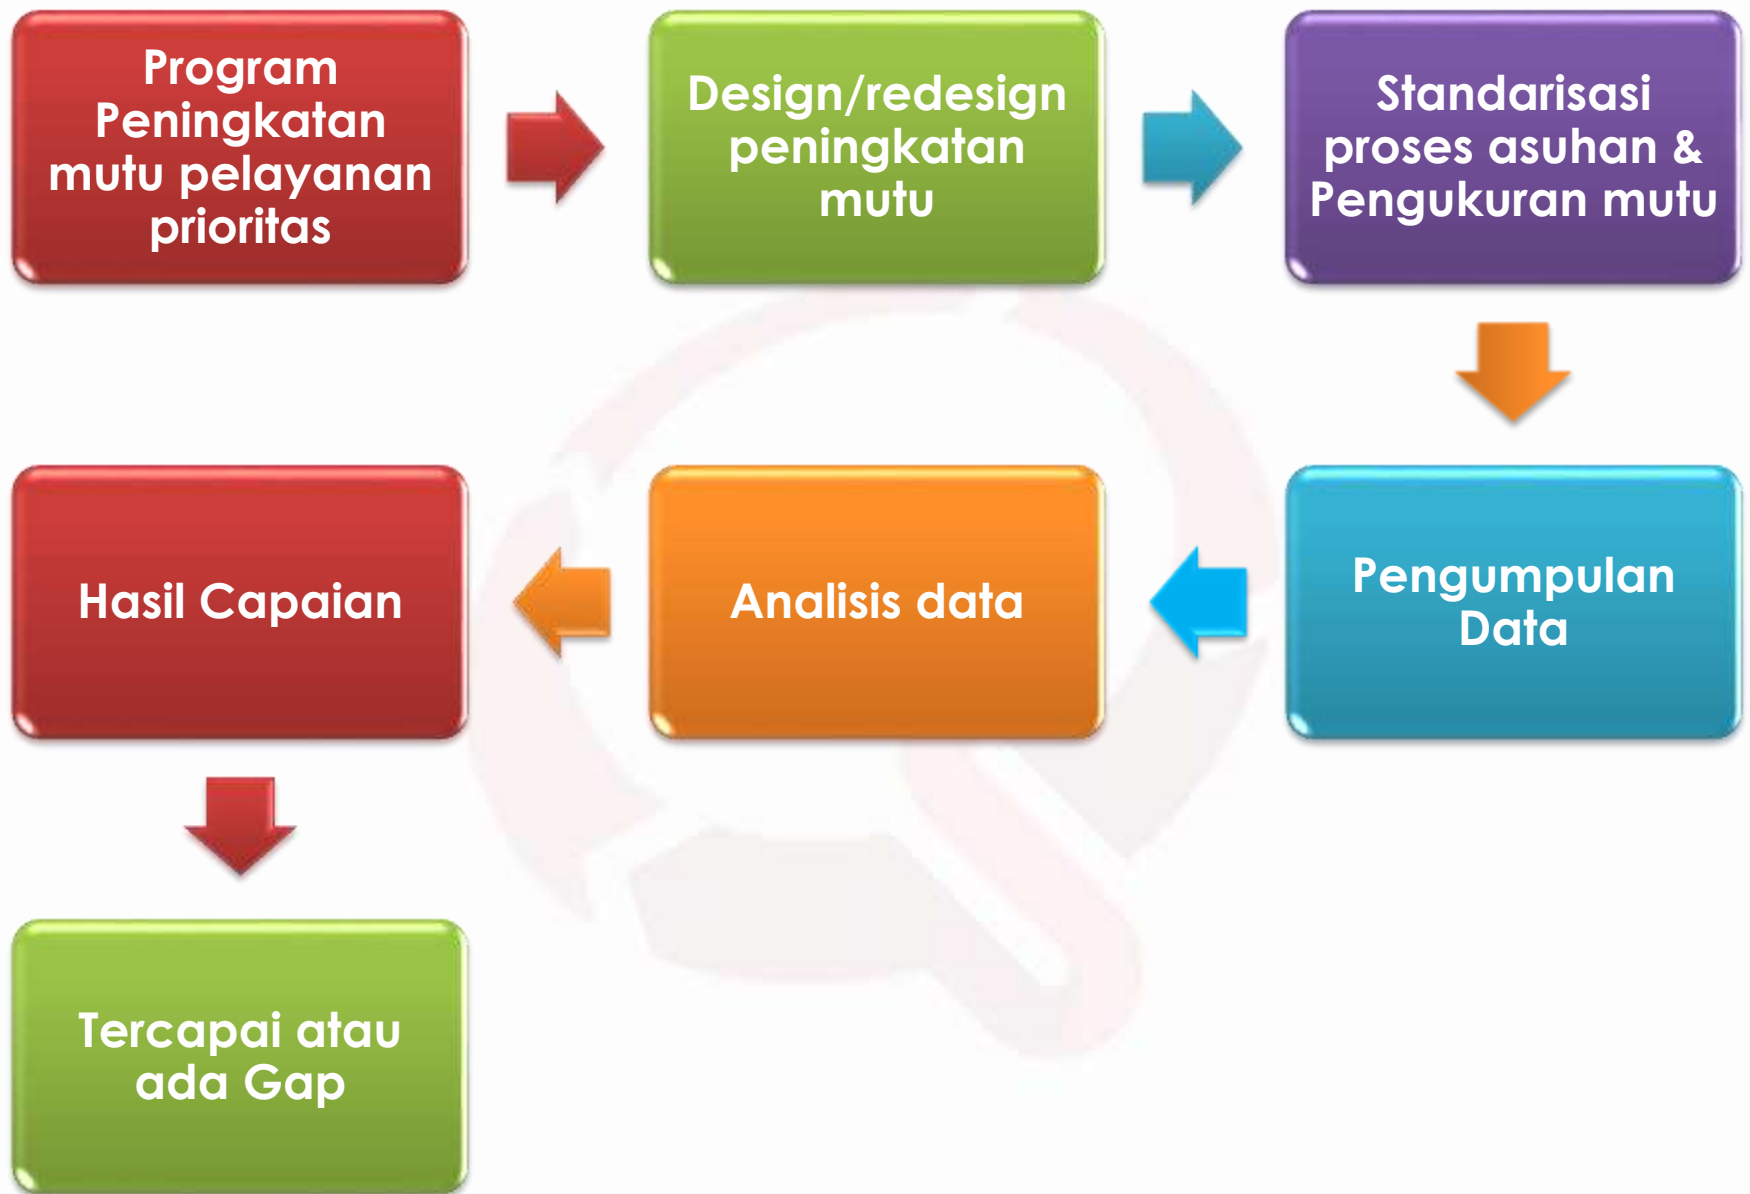 Program
Peningkatan
mutu pelayanan
prioritas
Design/redesign
peningkatan
mutu
Standarisasi
proses asuhan &
Pengukuran mutu
Pengumpulan
Data
Analisis data
Hasil Capaian
Tercapai atau
ada Gap